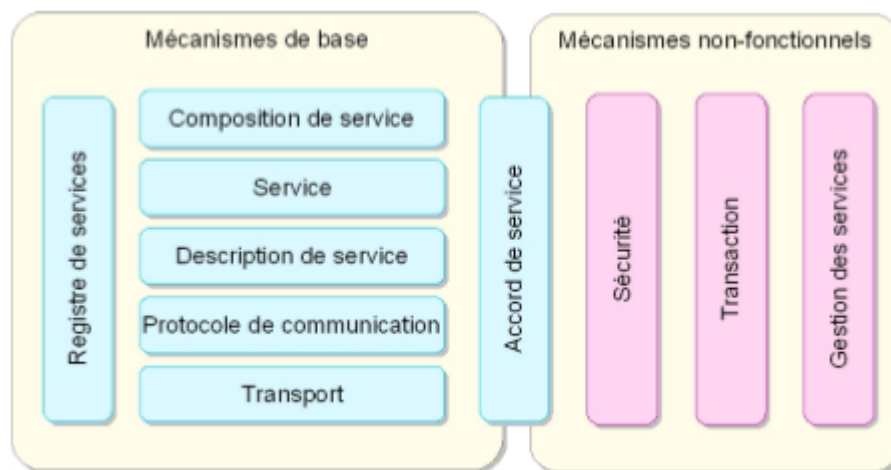 Mécanismes de base
Mécanismes non-fonctionnels
Registre de services
Composition de service
Service
Description de service
Protocole de communication
Transport
Accord de service
Sécurité
Transaction
Gestion des services